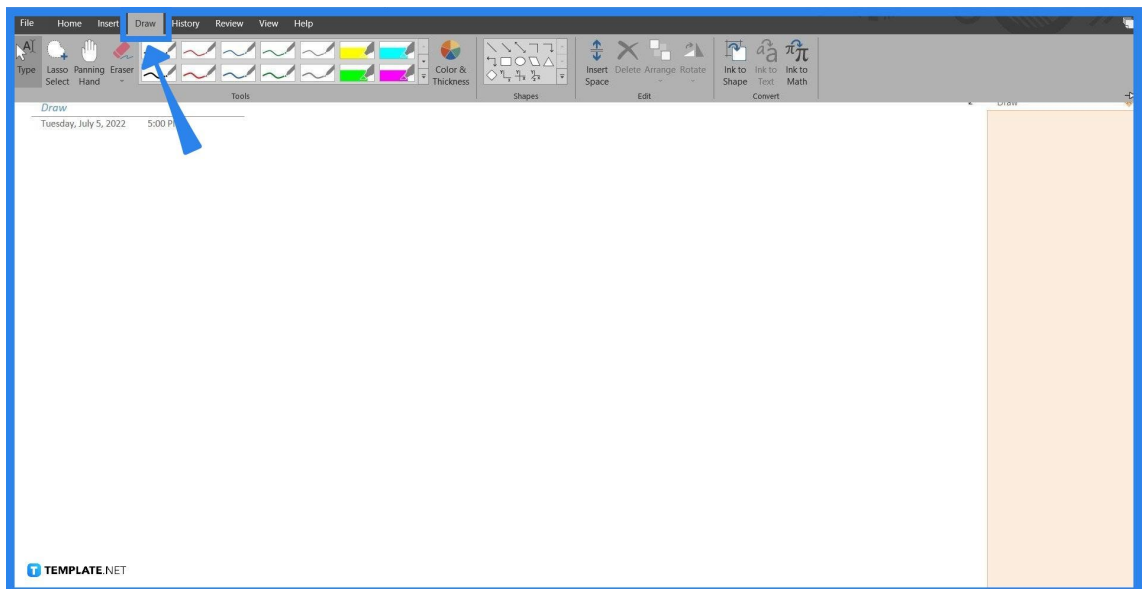 File Home Insert Draw History Review View Help
Type Lasso Select Panning Hand Eraser Color & Thickness Insert Space Delete Arrange Rotate Ink to Shape Ink to Text Ink to Math
Tools Shapes Edit Convert
Draw Draw
Tuesday, July 5, 2022 5:00 PM
TEMPLATE.NET